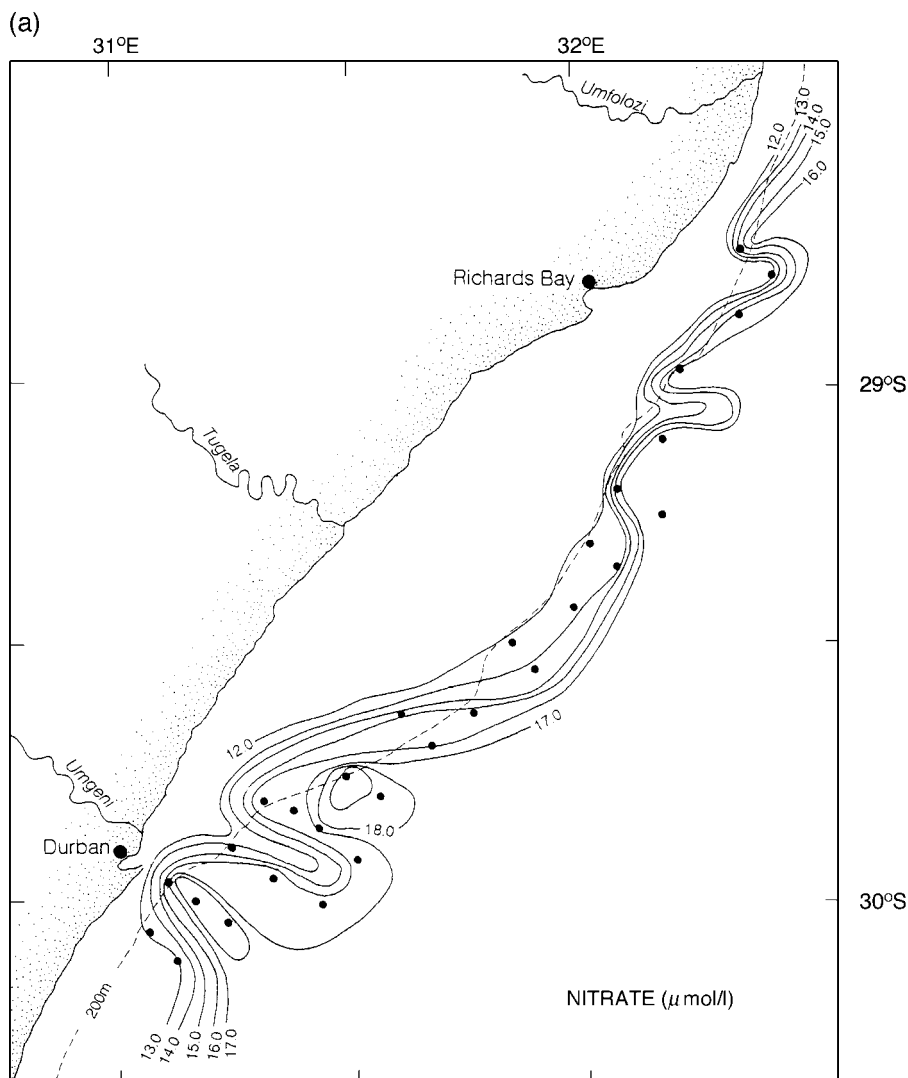 (a)
31°E 32°E
Umfolozi
12.0
13.0
14.0
15.0
16.0
Richards Bay
29°S
Tugela
12.0
17.0
Umgeni
18.0
Durban
30°S
200m
NITRATE (μ mol/l)
13.0
14.0
15.0
16.0
17.0